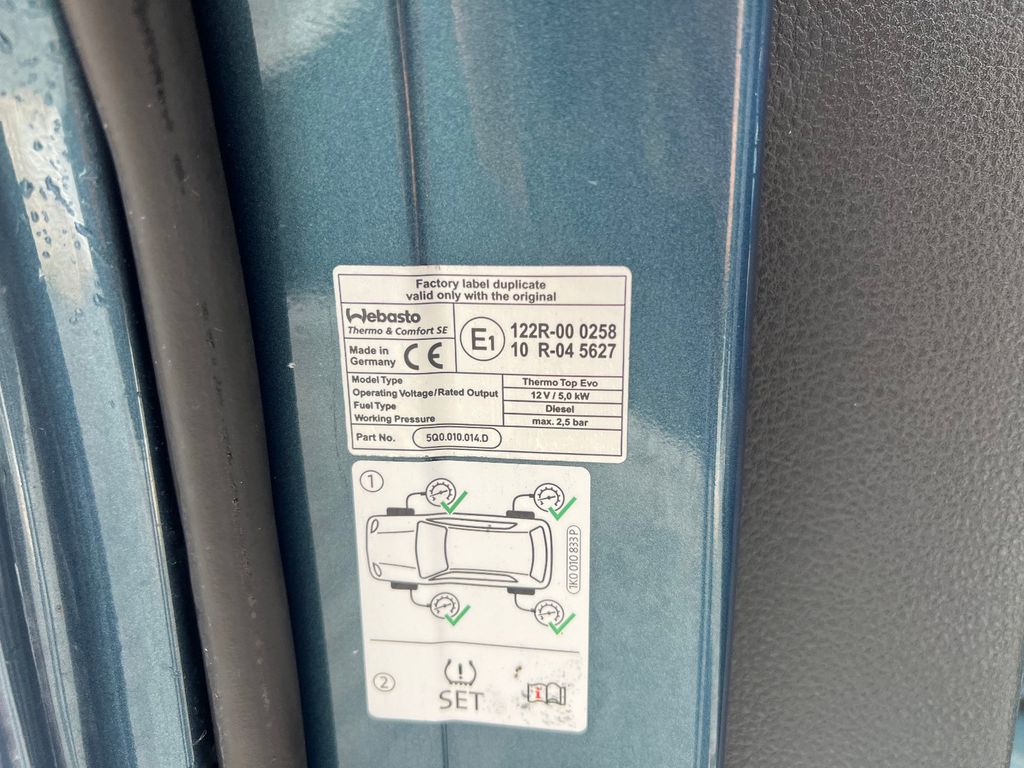 Factory label duplicate
valid only with the original
Webasto
Thermo & Comfort SE
Made in
Germany
CE
E1
122R-00 0258
10 R-04 5627
Model Type
Thermo Top Evo
Operating Voltage/Rated Output
12 V / 5,0 kW
Fuel Type
Diesel
Working Pressure
max. 2,5 bar
Part No.
5Q0.010.014.D
1
1K0 010 833 P
2
SET
i